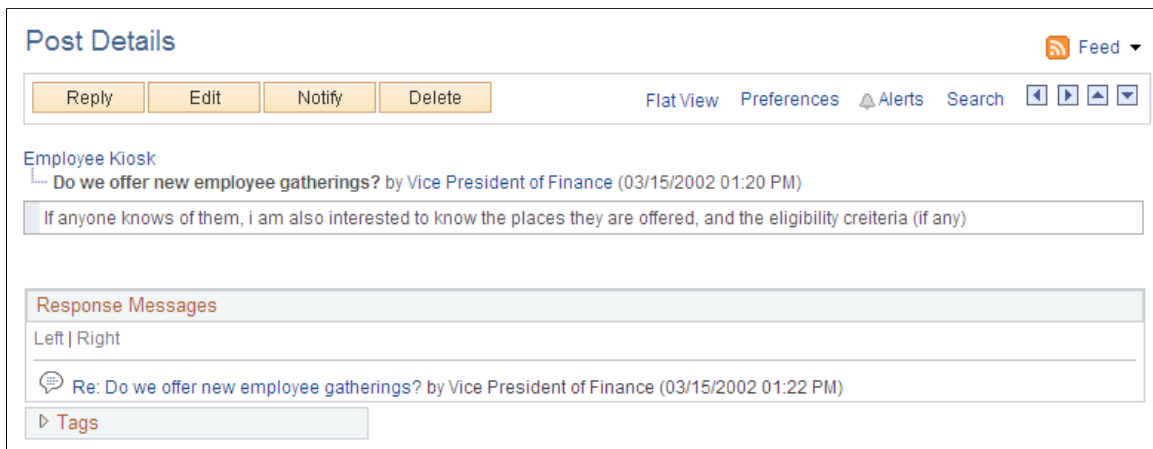 Post Details
Feed
Reply Edit Notify Delete Flat View Preferences Alerts Search
Employee Kiosk
Do we offer new employee gatherings? by Vice President of Finance (03/15/2002 01:20 PM)
If anyone knows of them, i am also interested to know the places they are offered, and the eligibility creiteria (if any)
Response Messages
Left | Right
Re: Do we offer new employee gatherings? by Vice President of Finance (03/15/2002 01:22 PM)
Tags